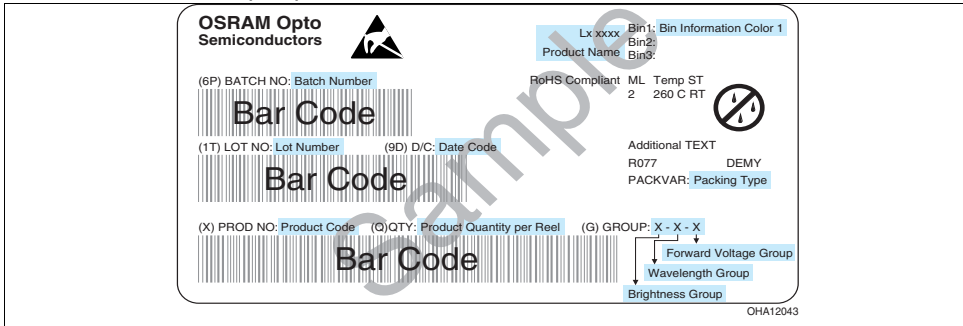 OSRAM Opto
Semiconductors
Lx xxxx
Product Name
Bin1: Bin Information Color 1
Bin2:
Bin3:
(6P) BATCH NO: Batch Number
Bar Code
RoHS Compliant ML Temp ST
2 260 C RT
(1T) LOT NO: Lot Number (9D) D/C: Date Code
Bar Code
Additional TEXT
R077 DEMY
PACKVAR: Packing Type
(X) PROD NO: Product Code (Q)QTY: Product Quantity per Reel (G) GROUP: X - X - X
Bar Code
Forward Voltage Group
Wavelength Group
Brightness Group
Sample
OHA12043